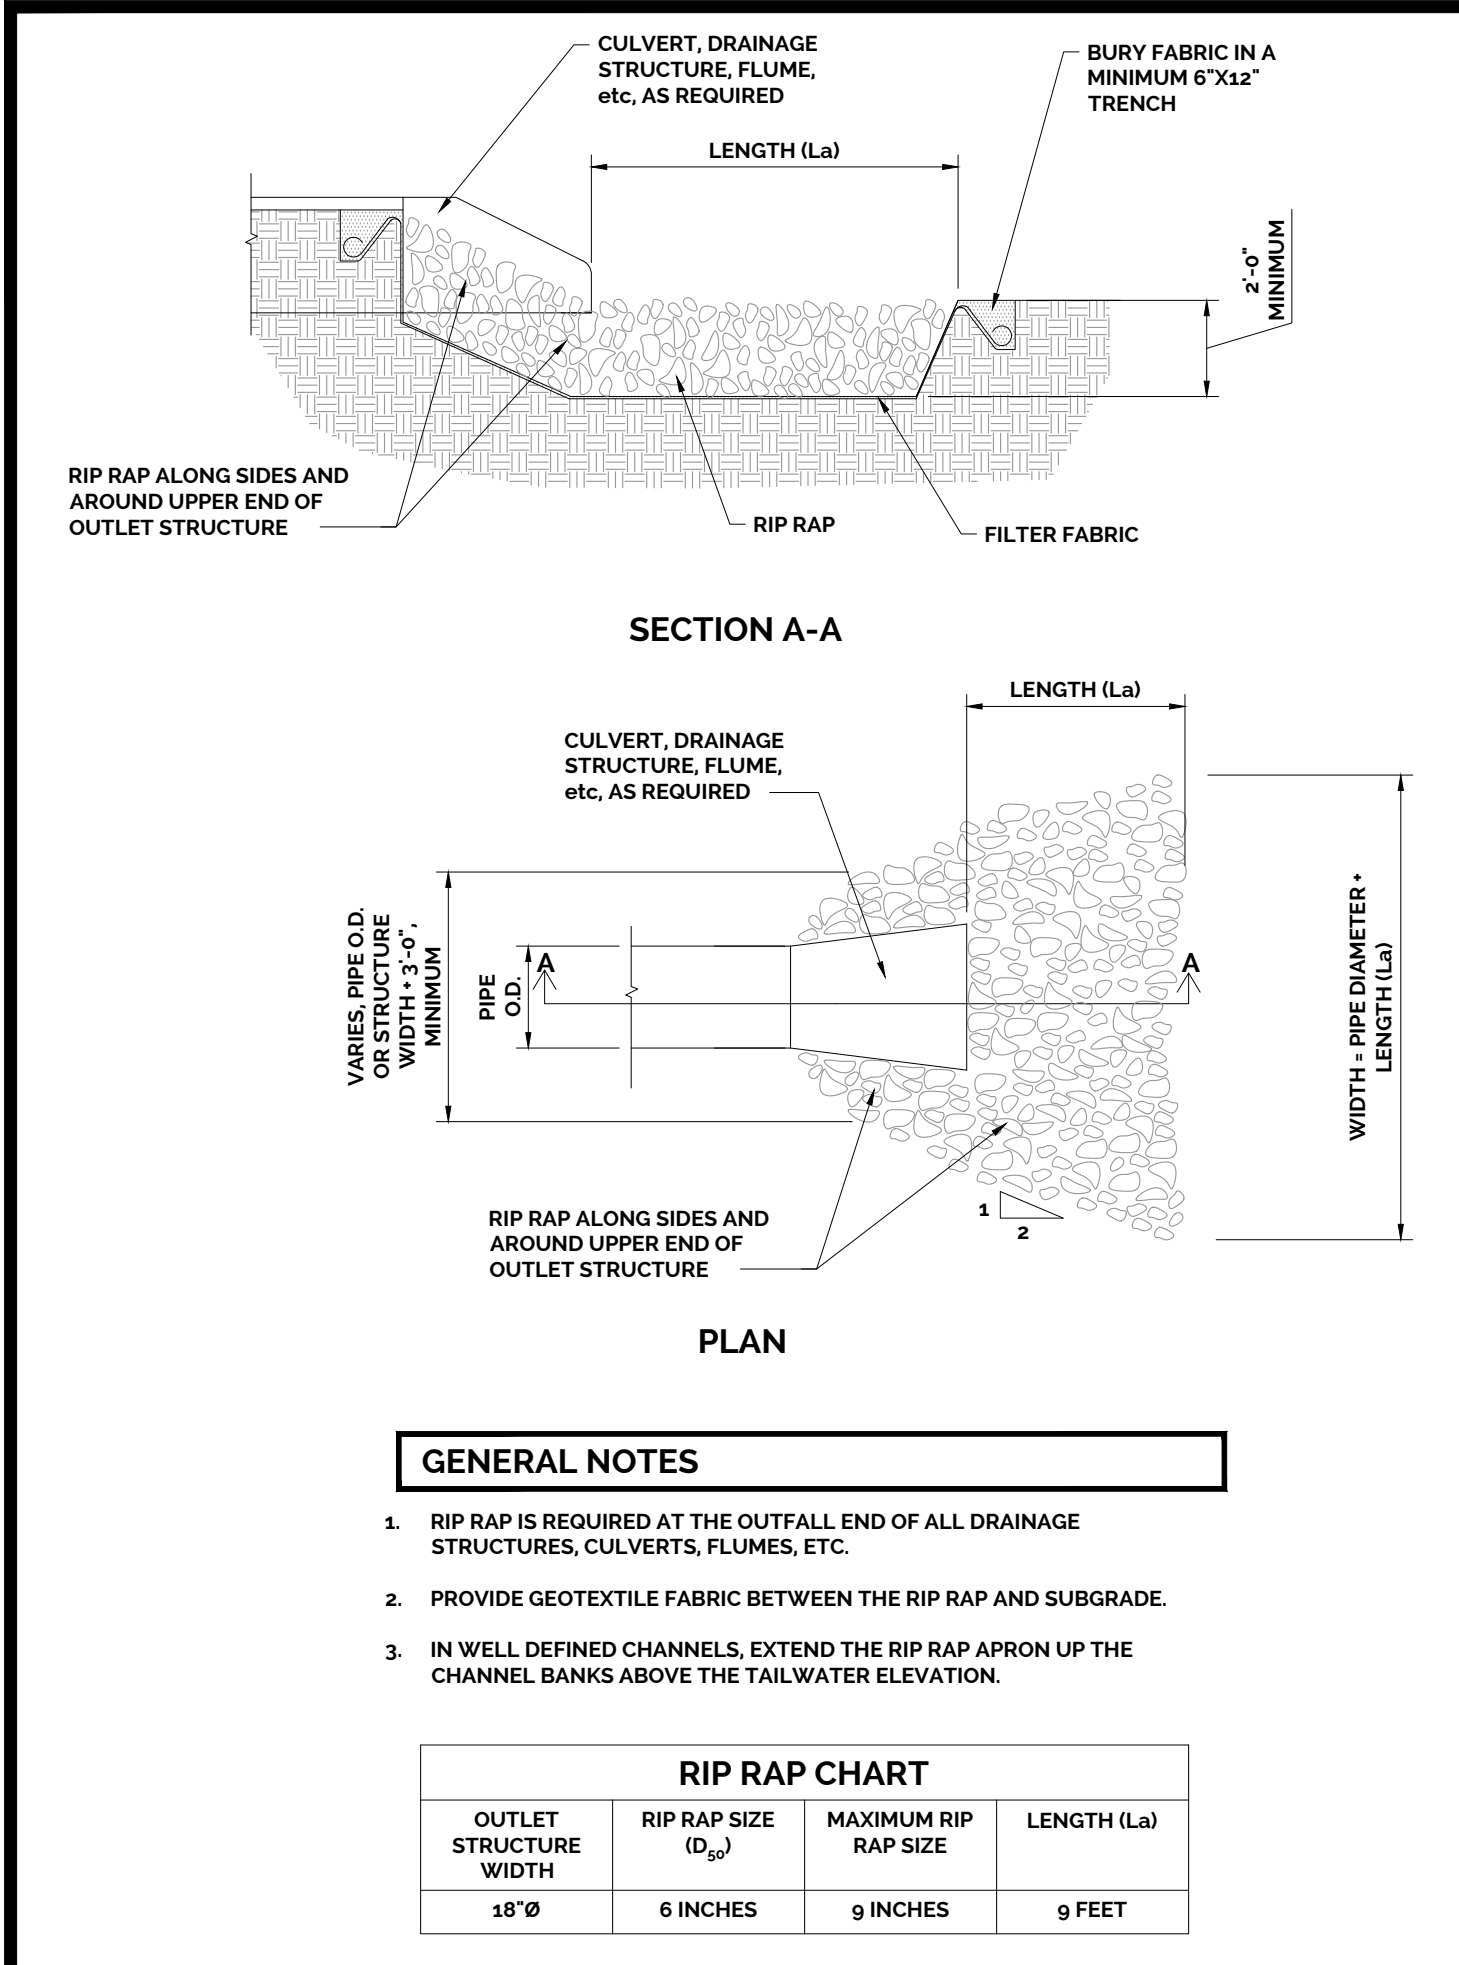 CULVERT, DRAINAGE
STRUCTURE, FLUME,
etc, AS REQUIRED
BURY FABRIC IN A
MINIMUM 6"X12"
TRENCH
LENGTH (La)
2'-0"
MINIMUM
RIP RAP ALONG SIDES AND
AROUND UPPER END OF
OUTLET STRUCTURE
RIP RAP
FILTER FABRIC
SECTION A-A
LENGTH (La)
CULVERT, DRAINAGE
STRUCTURE, FLUME,
etc, AS REQUIRED
VARIES, PIPE O.D.
OR STRUCTURE
WIDTH + 3'-0",
MINIMUM
PIPE
O.D.
A
A
WIDTH = PIPE DIAMETER +
LENGTH (La)
1
2
RIP RAP ALONG SIDES AND
AROUND UPPER END OF
OUTLET STRUCTURE
PLAN
GENERAL NOTES
1. RIP RAP IS REQUIRED AT THE OUTFALL END OF ALL DRAINAGE
STRUCTURES, CULVERTS, FLUMES, ETC.
2. PROVIDE GEOTEXTILE FABRIC BETWEEN THE RIP RAP AND SUBGRADE.
3. IN WELL DEFINED CHANNELS, EXTEND THE RIP RAP APRON UP THE
CHANNEL BANKS ABOVE THE TAILWATER ELEVATION.
RIP RAP CHART
OUTLET
STRUCTURE
WIDTH
RIP RAP SIZE
(D50)
MAXIMUM RIP
RAP SIZE
LENGTH (La)
18"Ø
6 INCHES
9 INCHES
9 FEET